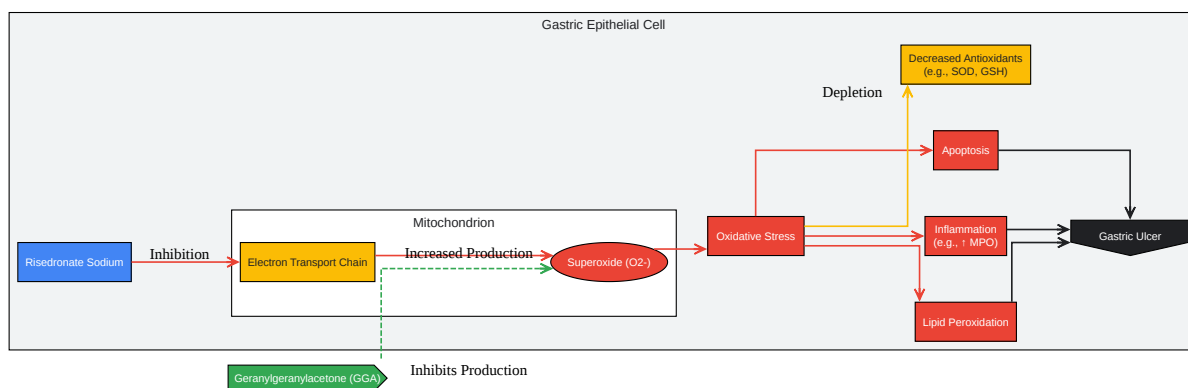 Gastric Epithelial Cell
Decreased Antioxidants
(e.g., SOD, GSH)
Depletion
Apoptosis
Mitochondrion
Risedronate Sodium
Inhibition
Electron Transport Chain
Increased Production
Superoxide (O2-)
Oxidative Stress
Inflammation
(e.g., ↑ MPO)
Gastric Ulcer
Lipid Peroxidation
Geranylgeranylacetone (GGA)
Inhibits Production